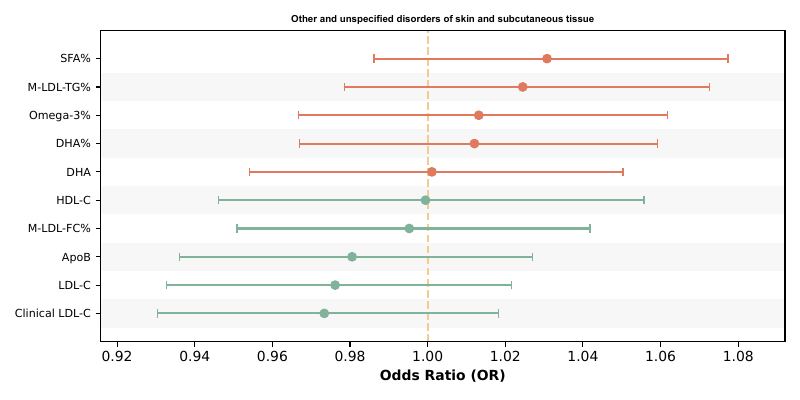 Other and unspecified disorders of skin and subcutaneous tissue
SFA%
M-LDL-TG%
Omega-3%
DHA%
DHA
HDL-C
M-LDL-FC%
ApoB
LDL-C
Clinical LDL-C
0.92 0.94 0.96 0.98 1.00 1.02 1.04 1.06 1.08
Odds Ratio (OR)